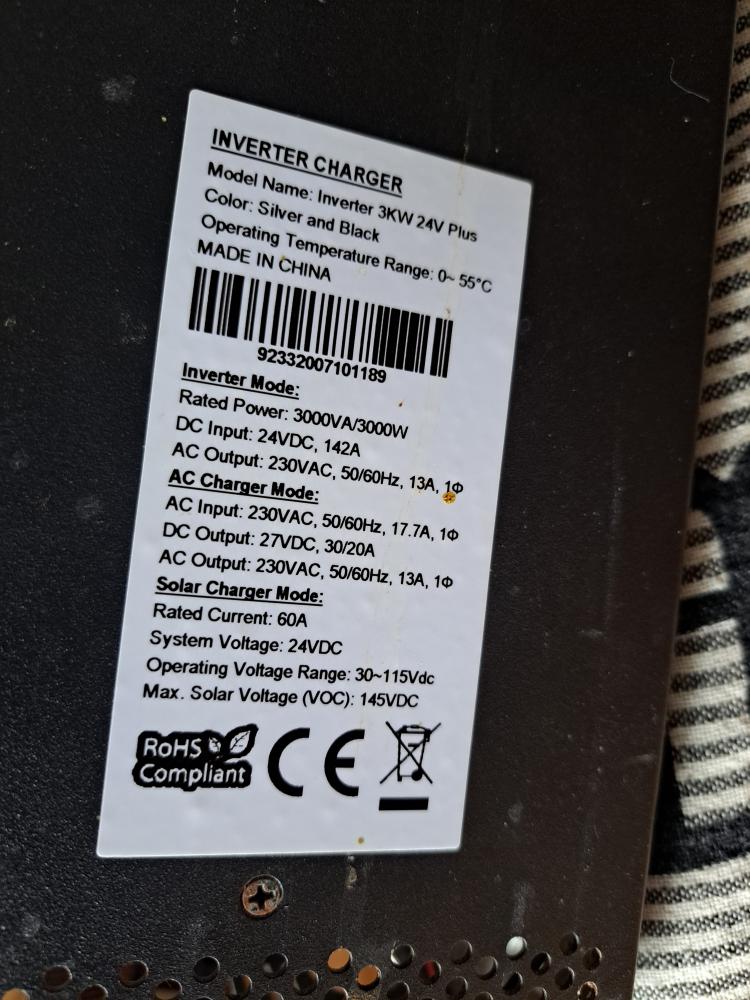 INVERTER CHARGER
Model Name: Inverter 3KW 24V Plus
Color: Silver and Black
Operating Temperature Range: 0~ 55°C
MADE IN CHINA
92332007101189
Inverter Mode:
Rated Power: 3000VA/3000W
DC Input: 24VDC, 142A
AC Output: 230VAC, 50/60Hz, 13A, 1Φ
AC Charger Mode:
AC Input: 230VAC, 50/60Hz, 17.7A, 1Φ
DC Output: 27VDC, 30/20A
AC Output: 230VAC, 50/60Hz, 13A, 1Φ
Solar Charger Mode:
Rated Current: 60A
System Voltage: 24VDC
Operating Voltage Range: 30~115Vdc
Max. Solar Voltage (VOC): 145VDC
RoHS
Compliant
CE